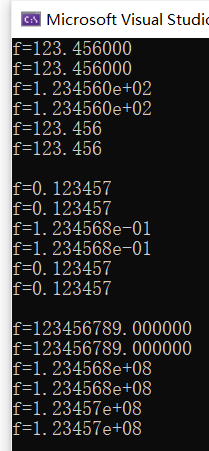 Microsoft Visual Studio
f=123.456000
f=123.456000
f=1.234560e+02
f=1.234560e+02
f=123.456
f=123.456
f=0.123457
f=0.123457
f=1.234568e-01
f=1.234568e-01
f=0.123457
f=0.123457
f=123456789.000000
f=123456789.000000
f=1.234568e+08
f=1.234568e+08
f=1.23457e+08
f=1.23457e+08